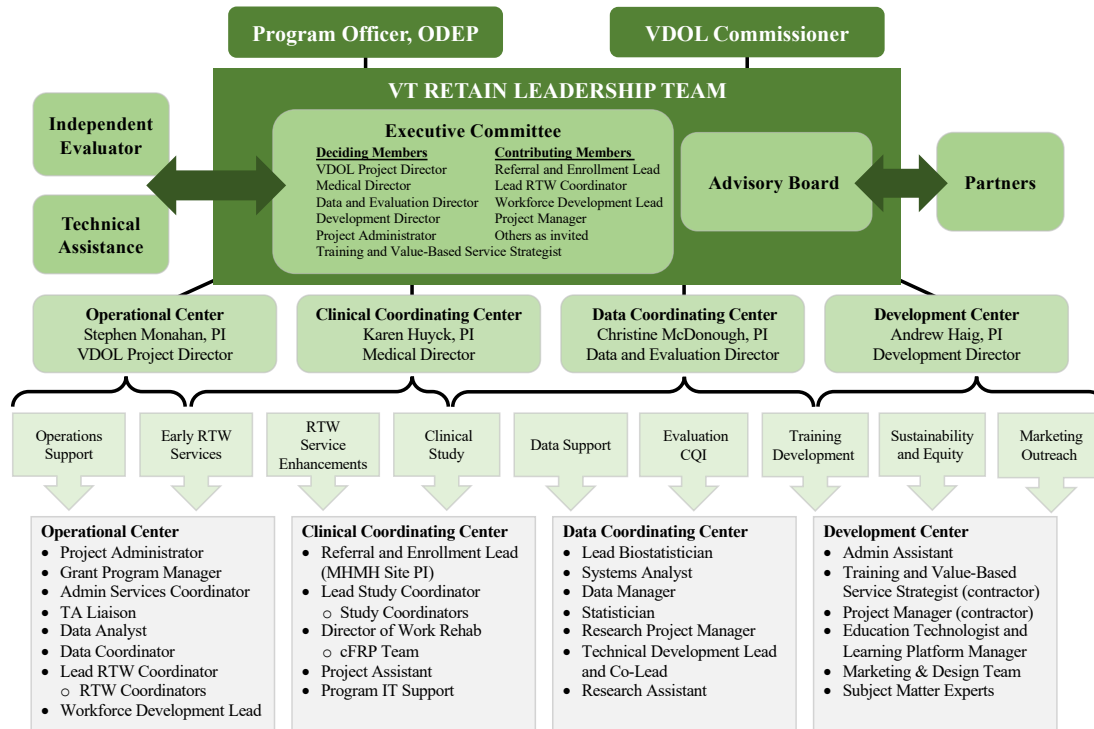 Program Officer, ODEP
VDOL Commissioner
VT RETAIN LEADERSHIP TEAM
Independent
Evaluator
Technical
Assistance
Executive Committee
Deciding Members
VDOL Project Director
Medical Director
Data and Evaluation Director
Development Director
Project Administrator
Training and Value-Based Service Strategist
Contributing Members
Referral and Enrollment Lead
Lead RTW Coordinator
Workforce Development Lead
Project Manager
Others as invited
Advisory Board
Partners
Operational Center
Stephen Monahan, PI
VDOL Project Director
Clinical Coordinating Center
Karen Huyck, PI
Medical Director
Data Coordinating Center
Christine McDonough, PI
Data and Evaluation Director
Development Center
Andrew Haig, PI
Development Director
Operations
Support
Early RTW
Services
RTW
Service
Enhancements
Clinical
Study
Data Support
Evaluation
CQI
Training
Development
Sustainability
and Equity
Marketing
Outreach
Operational Center
• Project Administrator
• Grant Program Manager
• Admin Services Coordinator
• TA Liaison
• Data Analyst
• Data Coordinator
• Lead RTW Coordinator
o RTW Coordinators
• Workforce Development Lead
Clinical Coordinating Center
• Referral and Enrollment Lead
(MHMH Site PI)
• Lead Study Coordinator
o Study Coordinators
• Director of Work Rehab
o cFRP Team
• Project Assistant
• Program IT Support
Data Coordinating Center
• Lead Biostatistician
• Systems Analyst
• Data Manager
• Statistician
• Research Project Manager
• Technical Development Lead
and Co-Lead
• Research Assistant
Development Center
• Admin Assistant
• Training and Value-Based
Service Strategist (contractor)
• Project Manager (contractor)
• Education Technologist and
Learning Platform Manager
• Marketing & Design Team
• Subject Matter Experts